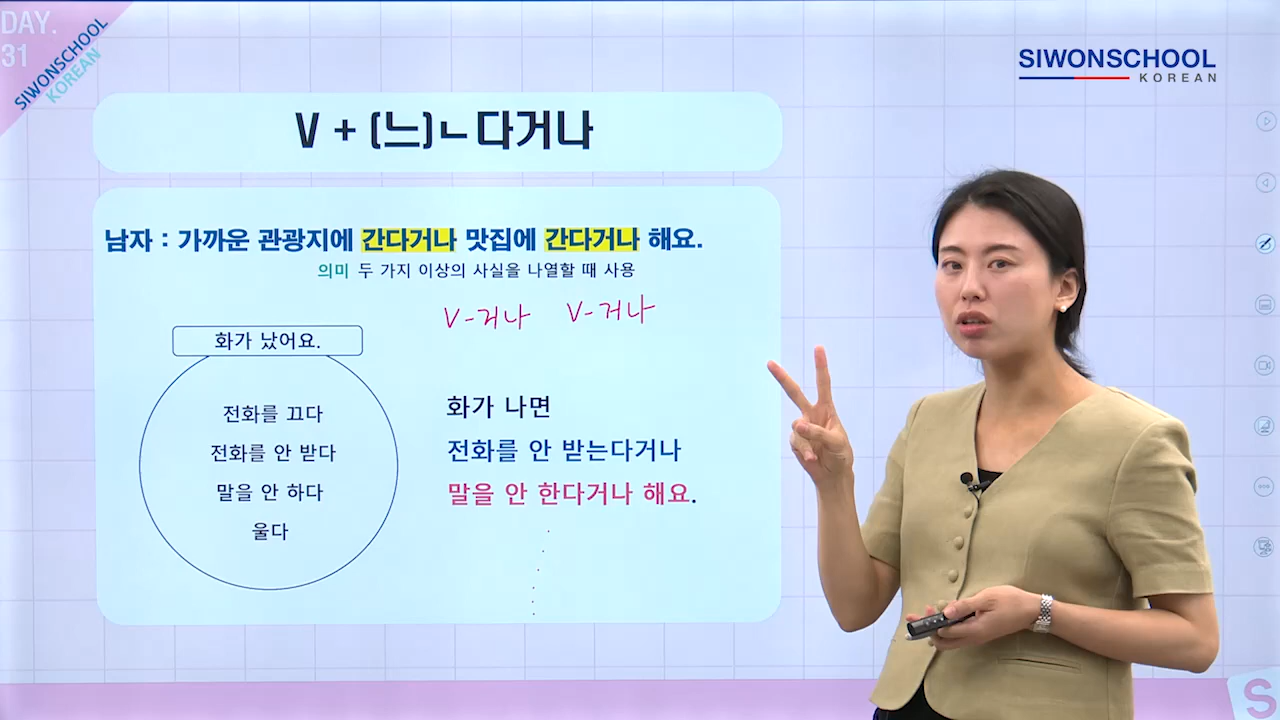 DAY.
31
SIWONSCHOOL
KOREAN
SIWONSCHOOL
KOREAN
V + (느)ㄴ다거나
남자 : 가까운 관광지에 간다거나 맛집에 간다거나 해요.
의미 두 가지 이상의 사실을 나열할 때 사용
V-거나 V-거나
화가 났어요.
전화를 끄다
전화를 안 받다
말을 안 하다
울다
화가 나면
전화를 안 받는다거나
말을 안 한다거나 해요.
S